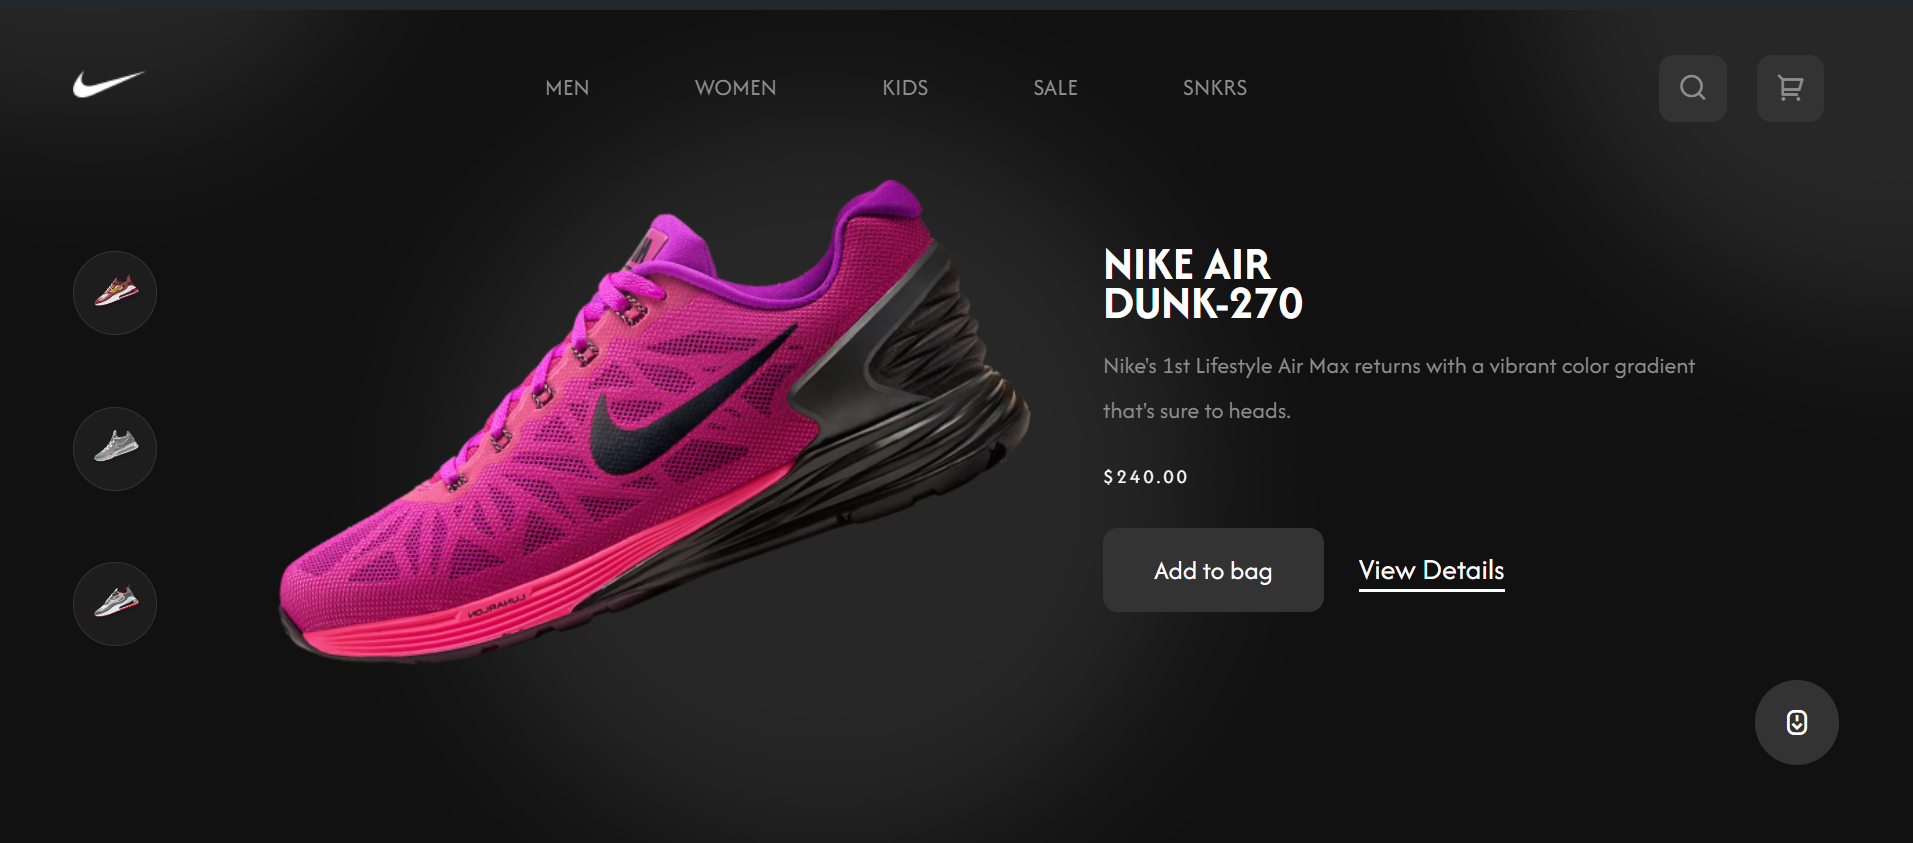 MEN WOMEN KIDS SALE SNKRS
NIKE AIR
DUNK-270
Nike's 1st Lifestyle Air Max returns with a vibrant color gradient
that's sure to heads.
$240.00
Add to bag View Details
LUNARLON